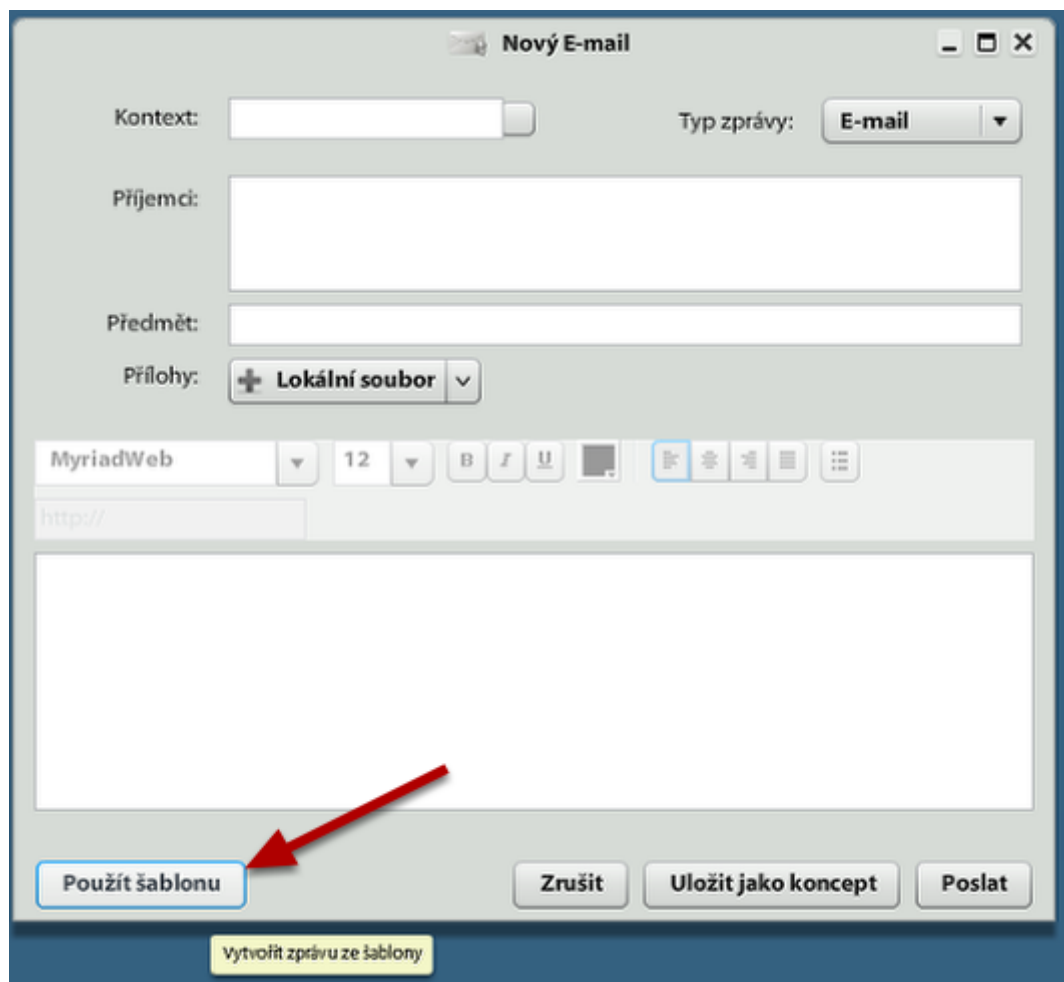 Nový E-mail
Kontext:
Typ zprávy: E-mail
Příjemci:
Předmět:
Přílohy: Lokální soubor
MyriadWeb 12 B I U
http://
Použít šablonu Zrušit Uložit jako koncept Poslat
Vytvořit zprávu ze šablony